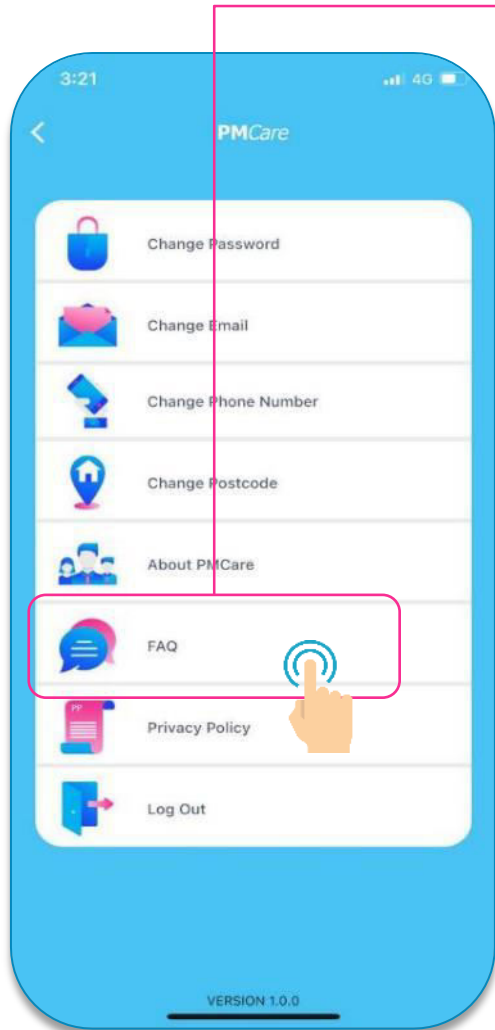 3:21
4G
PMCare
Change Password
Change Email
Change Phone Number
Change Postcode
About PMCare
FAQ
PP
Privacy Policy
Log Out
VERSION 1.0.0